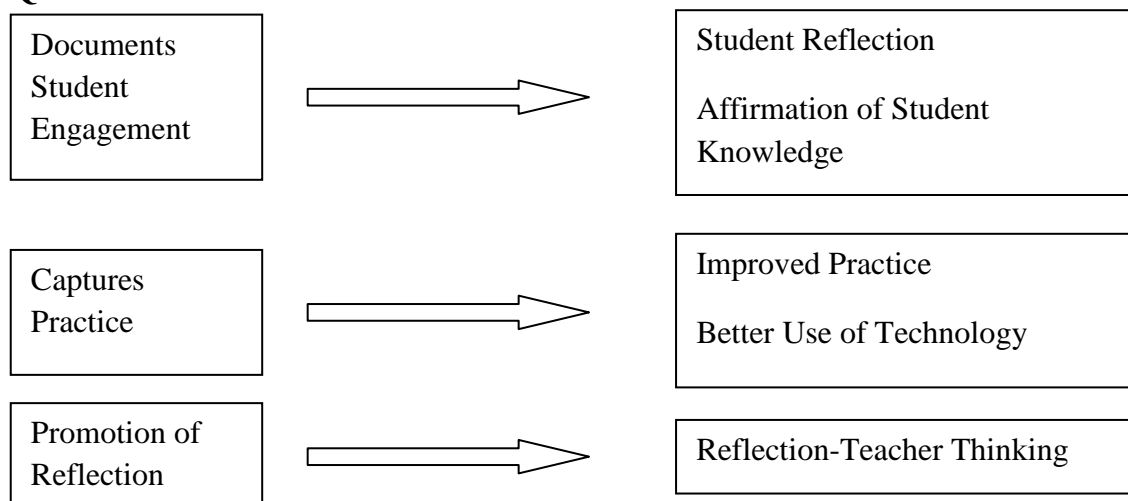 Documents
Student
Engagement
Student Reflection
Affirmation of Student
Knowledge
Captures
Practice
Improved Practice
Better Use of Technology
Promotion of
Reflection
Reflection-Teacher Thinking